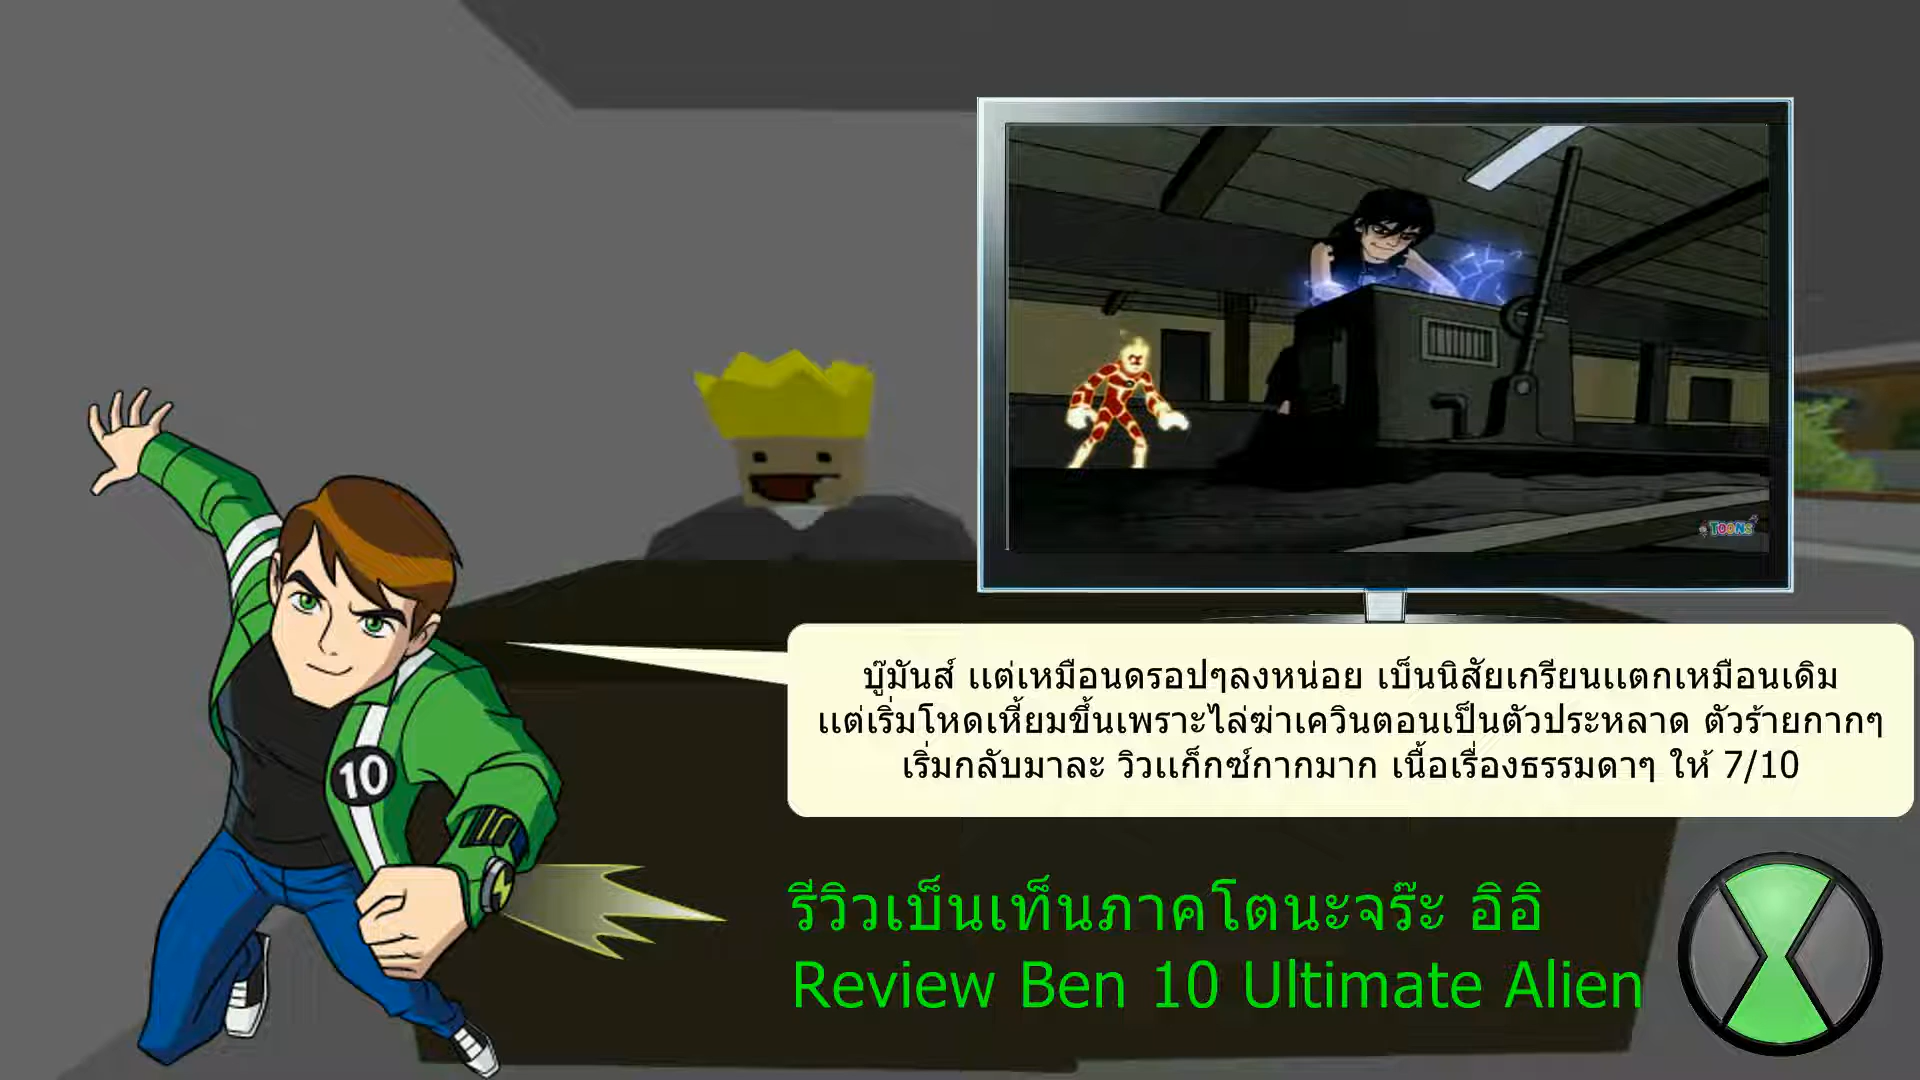 TOONS
บู๊มันส์ แต่เหมือนดรอปๆลงหน่อย เบ็นนิสัยเกรียนแตกเหมือนเดิม
แต่เริ่มโหดเหี้ยมขึ้นเพราะไล่ฆ่าเควินตอนเป็นตัวประหลาด ตัวร้ายกากๆ
เริ่มกลับมาละ วิวแก็กซ์กากมาก เนื้อเรื่องธรรมดาๆ ให้ 7/10
10
รีวิวเบ็นเท็นภาคโตนะจร๊ะ อิอิ
Review Ben 10 Ultimate Alien